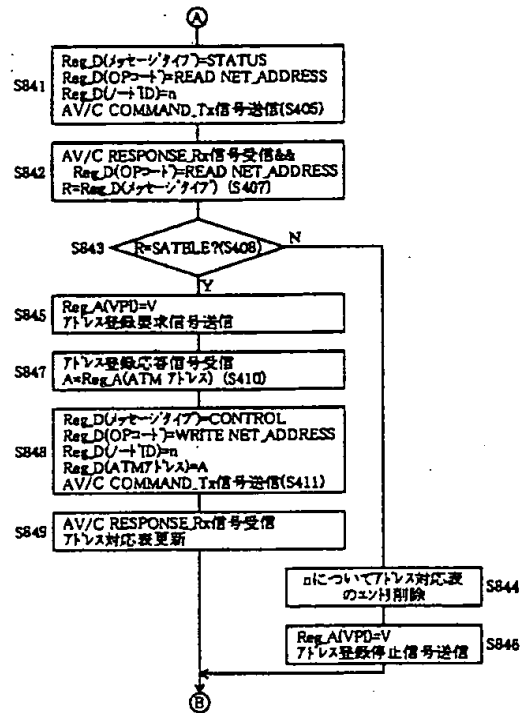 A
S841
Reg_D(メッセージタイプ)=STATUS
Reg_D(OPコード)=READ NET_ADDRESS
Reg_D(ノードID)=n
AV/C COMMAND_Tx信号送信(S405)
S842
AV/C RESPONSE_Rx信号受信&&
Reg_D(OPコード)=READ NET_ADDRESS
R=Reg_D(メッセージタイプ) (S407)
S843
R=SATBLE?(S408)
N
Y
S845
Reg_A(VPI)=V
アドレス登録要求信号送信
S847
アドレス登録応答信号受信
A=Reg_A(ATM アドレス) (S410)
S848
Reg_D(メッセージタイプ)=CONTROL
Reg_D(OPコード)=WRITE NET_ADDRESS
Reg_D(ノードID)=n
Reg_D(ATMアドレス)=A
AV/C COMMAND_Tx信号送信(S411)
S849
AV/C RESPONSE_Rx信号受信
アドレス対応表更新
nについてアドレス対応表
のエントリ削除
S844
Reg_A(VPI)=V
アドレス登録停止信号送信
S846
B